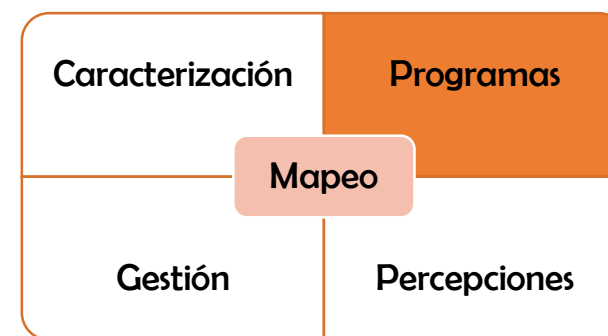 Caracterización
Programas
Mapeo
Gestión
Percepciones